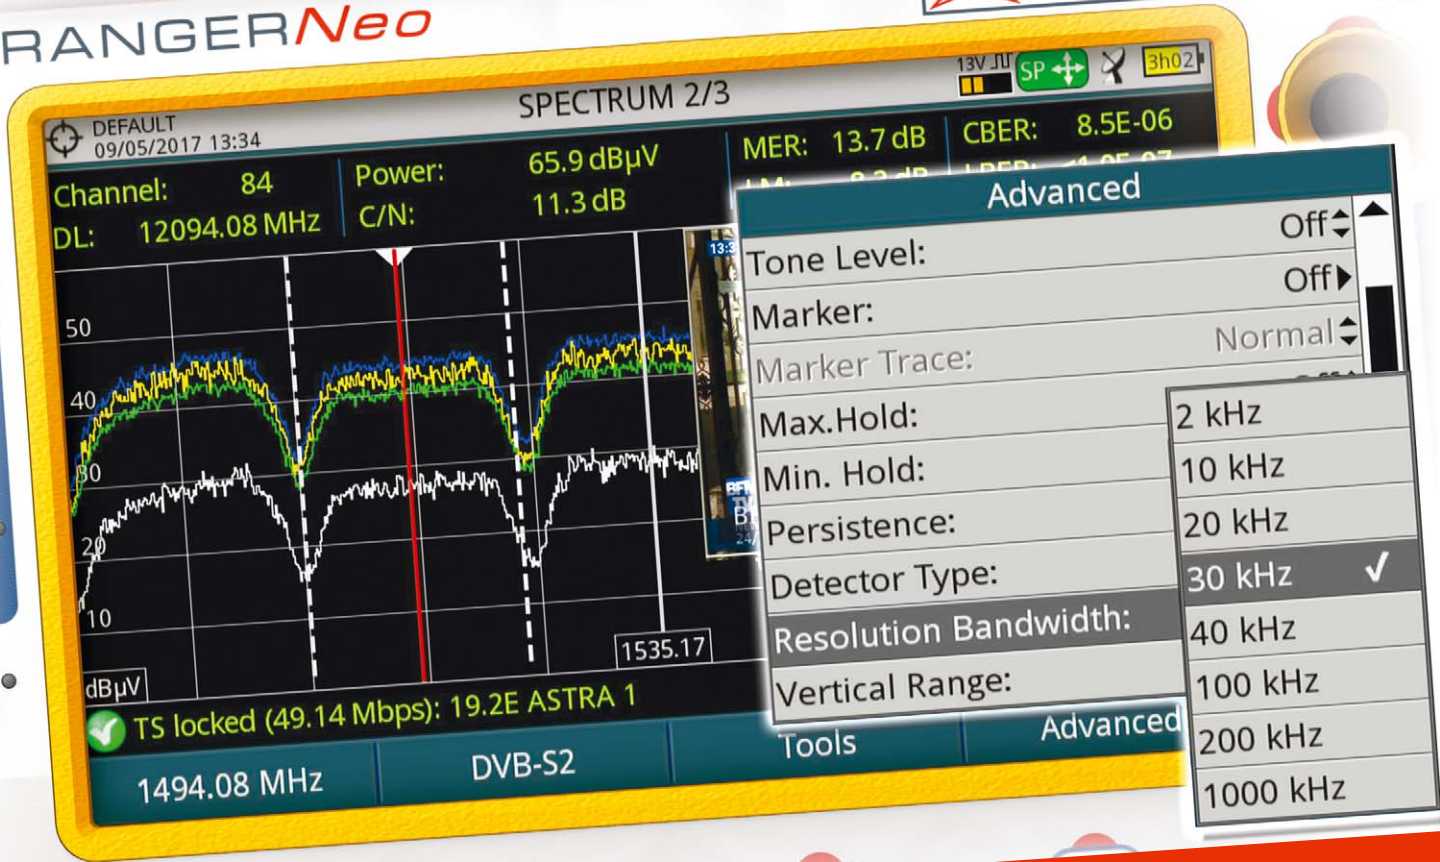 RANGERNeo
DEFAULT
09/05/2017 13:34
SPECTRUM 2/3
13V
SP
3h02
Channel: 84
DL: 12094.08 MHz
Power: 65.9 dBµV
C/N: 11.3 dB
MER: 13.7 dB
CBER: 8.5E-06
50
40
30
20
10
dBµV
1535.17
TS locked (49.14 Mbps): 19.2E ASTRA 1
1494.08 MHz
DVB-S2
Tools
Advanced
Advanced
Tone Level: Off
Marker: Off
Marker Trace: Normal
Max.Hold:
Min. Hold:
Persistence:
Detector Type:
Resolution Bandwidth:
Vertical Range:
2 kHz
10 kHz
20 kHz
30 kHz
40 kHz
100 kHz
200 kHz
1000 kHz